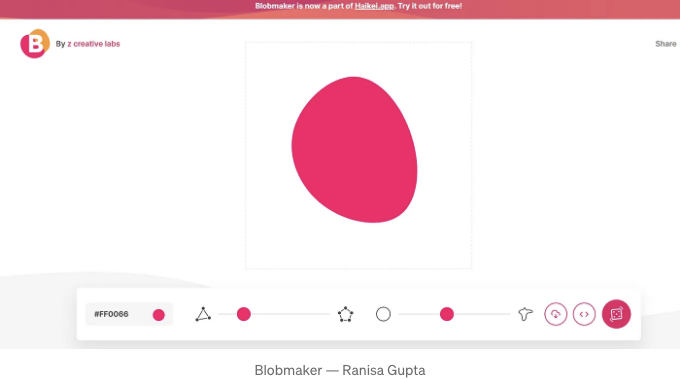 Blobmaker is now a part of Haikei.app. Try it out for free!
B
By z creative labs
Share
#FF0066
Blobmaker — Ranisa Gupta